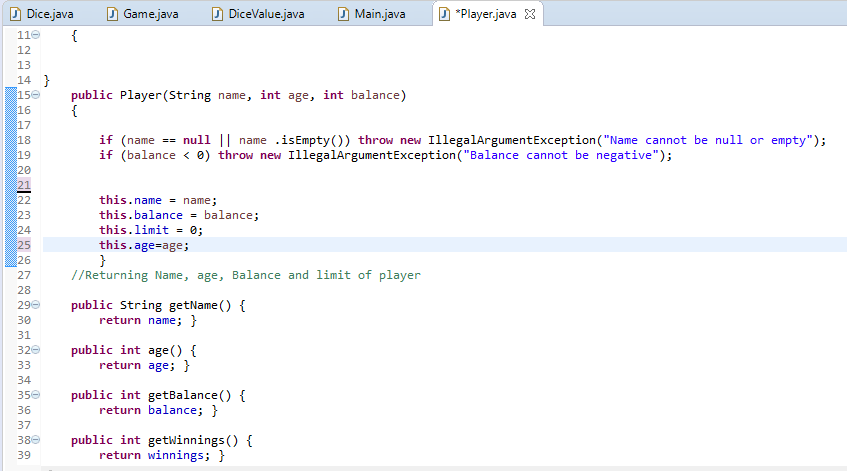 Dice.java Game.java DiceValue.java Main.java *Player.java
11 {
12
13
14 }
15 public Player(String name, int age, int balance)
16 {
17
18 if (name == null || name .isEmpty()) throw new IllegalArgumentException("Name cannot be null or empty");
19 if (balance < 0) throw new IllegalArgumentException("Balance cannot be negative");
20
21
22 this.name = name;
23 this.balance = balance;
24 this.limit = 0;
25 this.age=age;
26 }
27 //Returning Name, age, Balance and limit of player
28
29 public String getName() {
30 return name; }
31
32 public int age() {
33 return age; }
34
35 public int getBalance() {
36 return balance; }
37
38 public int getWinnings() {
39 return winnings; }